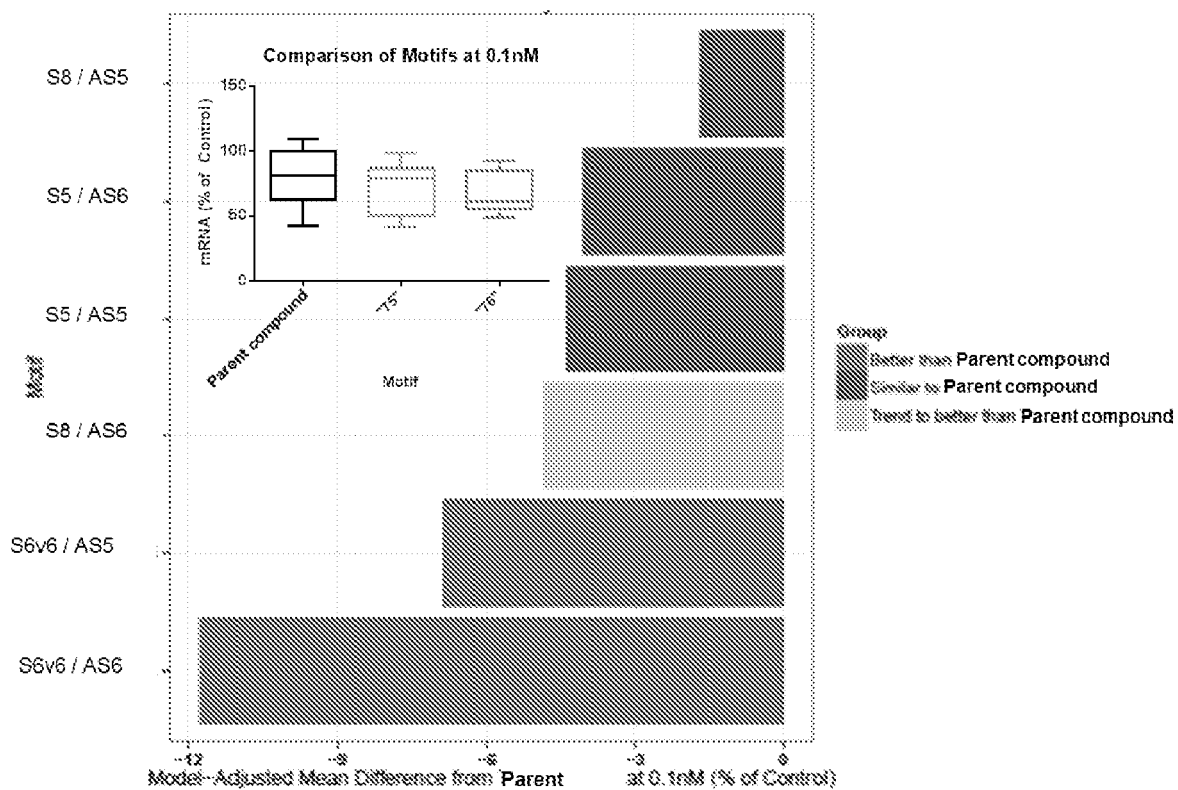 Comparison of Motifs at 0.1nM
mRNA (% of Control)
150
100
50
0
Parent compound
"75"
"76"
Motif
Motif
S8 / AS5
S5 / AS6
S5 / AS5
S8 / AS6
S6v6 / AS5
S6v6 / AS6
-12
-9
-6
-3
0
Model-Adjusted Mean Difference from Parent at 0.1nM (% of Control)
Group
Better than Parent compound
Similar to Parent compound
Trend to better than Parent compound